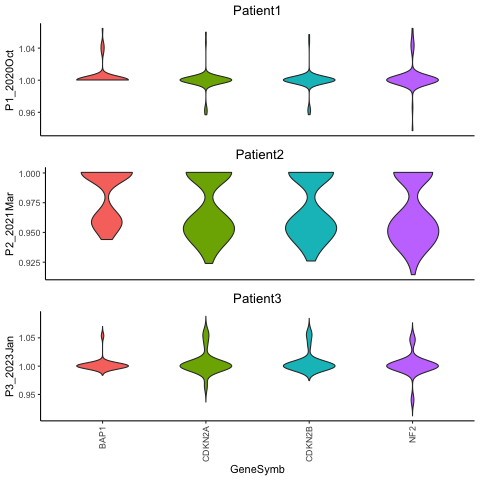 Patient1
P1_2020Oct
1.04
1.00
0.96
Patient2
P2_2021Mar
1.000
0.975
0.950
0.925
Patient3
P3_2023Jan
1.05
1.00
0.95
BAP1
CDKN2A
CDKN2B
NF2
GeneSymb